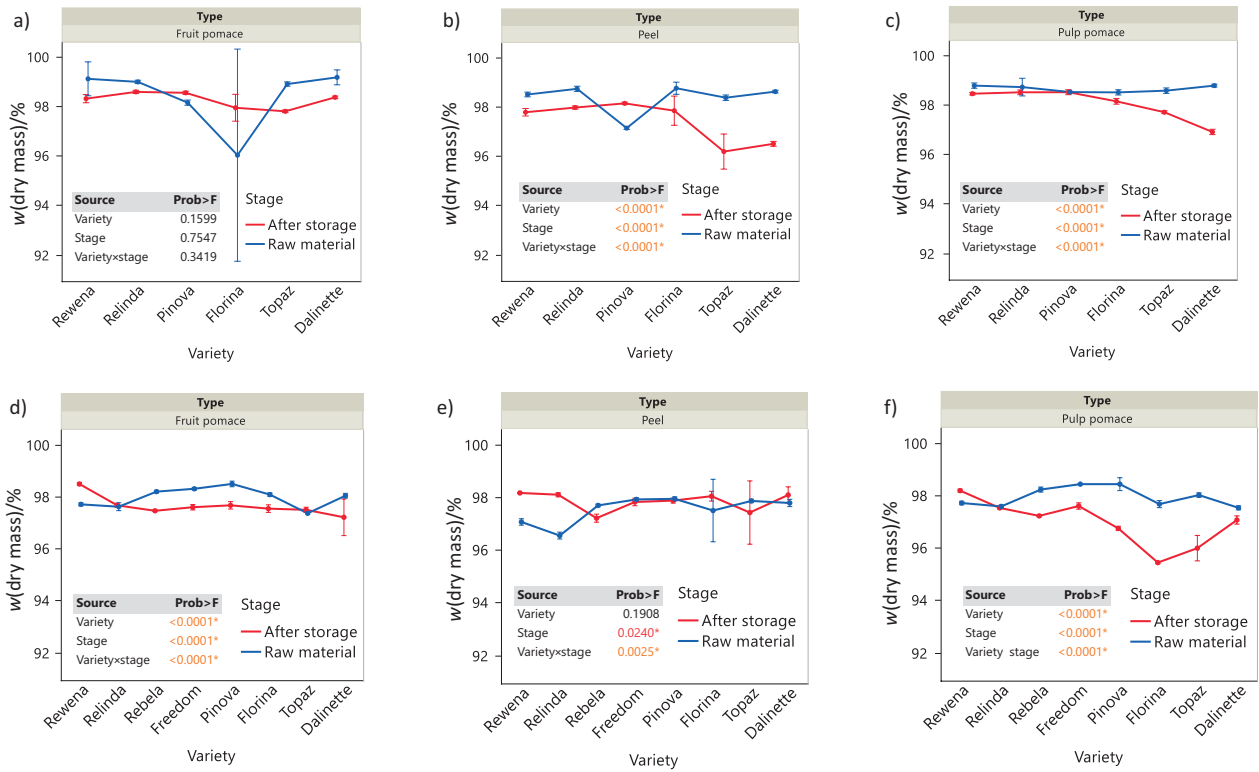 a)
Type
Fruit pomace
w(dry mass)/%
100
98
96
94
92
Source Prob>F
Variety 0.1599
Stage 0.7547
Variety×stage 0.3419
Stage
After storage
Raw material
Rewena
Relinda
Pinova
Florina
Topaz
Dalinette
Variety
b)
Type
Peel
w(dry mass)/%
100
98
96
94
92
Source Prob>F
Variety <0.0001*
Stage <0.0001*
Variety×stage <0.0001*
Stage
After storage
Raw material
Rewena
Relinda
Pinova
Florina
Topaz
Dalinette
Variety
c)
Type
Pulp pomace
w(dry mass)/%
100
98
96
94
92
Source Prob>F
Variety <0.0001*
Stage <0.0001*
Variety×stage <0.0001*
Stage
After storage
Raw material
Rewena
Relinda
Pinova
Florina
Topaz
Dalinette
Variety
d)
Type
Fruit pomace
w(dry mass)/%
100
98
96
94
92
Source Prob>F
Variety <0.0001*
Stage <0.0001*
Variety×stage <0.0001*
Stage
After storage
Raw material
Rewena
Relinda
Rebela
Freedom
Pinova
Florina
Topaz
Dalinette
Variety
e)
Type
Peel
w(dry mass)/%
100
98
96
94
92
Source Prob>F
Variety 0.1908
Stage 0.0240*
Variety×stage 0.0025*
Stage
After storage
Raw material
Rewena
Relinda
Rebela
Freedom
Pinova
Florina
Topaz
Dalinette
Variety
f)
Type
Pulp pomace
w(dry mass)/%
100
98
96
94
92
Source Prob>F
Variety <0.0001*
Stage <0.0001*
Variety stage <0.0001*
Stage
After storage
Raw material
Rewena
Relinda
Rebela
Freedom
Pinova
Florina
Topaz
Dalinette
Variety